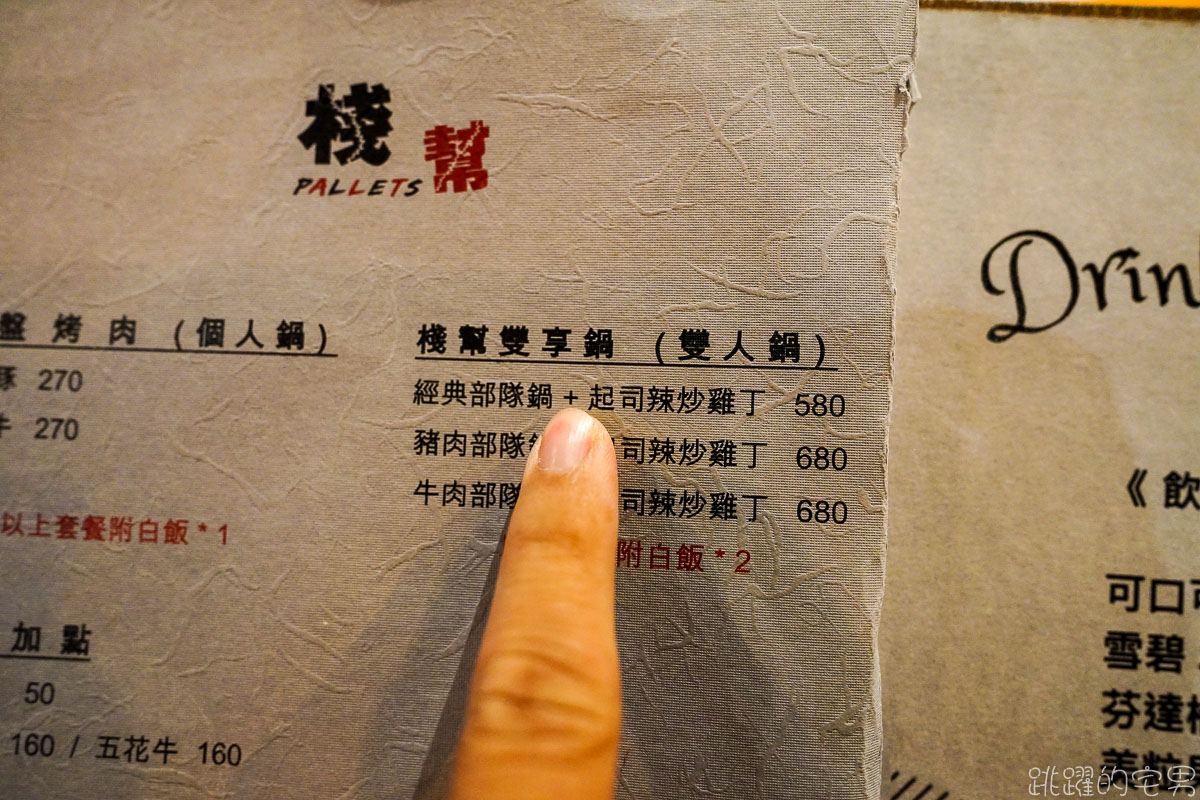 棧幫
PALLETS
盤烤肉(個人鍋)
豚 270
牛 270
以上套餐附白飯*1
加點
50
160 / 五花牛 160
棧幫雙享鍋(雙人鍋)
經典部隊鍋+起司辣炒雞丁 580
豬肉部隊 司辣炒雞丁 680
牛肉部隊 司辣炒雞丁 680
附白飯*2
Drin
《飲
可口可
雪碧
芬達
美粒
跳躍的宅男